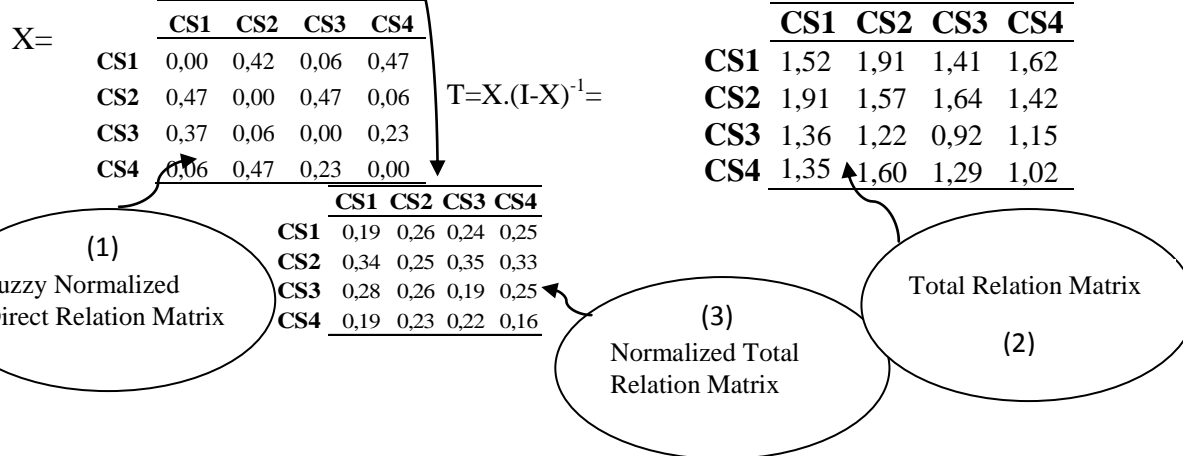 X=
CS1 CS2 CS3 CS4
CS1 0,00 0,42 0,06 0,47
CS2 0,47 0,00 0,47 0,06
CS3 0,37 0,06 0,00 0,23
CS4 0,06 0,47 0,23 0,00
T=X.(I-X)⁻¹=
CS1 CS2 CS3 CS4
CS1 1,52 1,91 1,41 1,62
CS2 1,91 1,57 1,64 1,42
CS3 1,36 1,22 0,92 1,15
CS4 1,35 1,60 1,29 1,02
CS1 CS2 CS3 CS4
CS1 0,19 0,26 0,24 0,25
CS2 0,34 0,25 0,35 0,33
CS3 0,28 0,26 0,19 0,25
CS4 0,19 0,23 0,22 0,16
(1)
uzzy Normalized
Direct Relation Matrix
(3)
Normalized Total
Relation Matrix
Total Relation Matrix
(2)